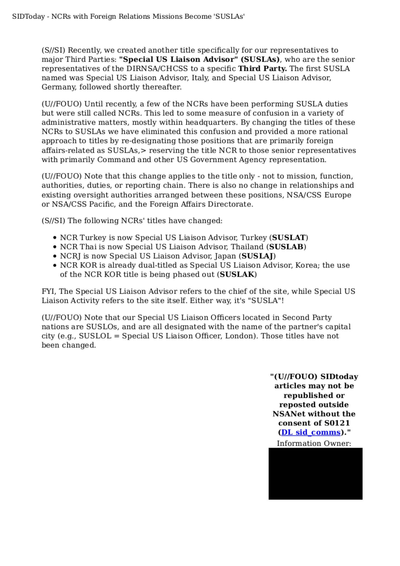 SIDToday - NCRs with Foreign Relations Missions Become 'SUSLAs'
(S//SI) Recently, we created another title specifically for our representatives to
major Third Parties: "Special US Liaison Advisor" (SUSLAs), who are the senior
representatives of the DIRNSA/CHCSS to a specific Third Party. The first SUSLA
named was Special US Liaison Advisor, Italy, and Special US Liaison Advisor,
Germany, followed shortly thereafter.
(U//FOUO) Until recently, a few of the NCRs have been performing SUSLA duties
but were still called NCRs. This led to some measure of confusion in a variety of
administrative matters, mostly within headquarters. By changing the titles of these
NCRs to SUSLAs we have eliminated this confusion and provided a more rational
approach to titles by re-designating those positions that are primarily foreign
affairs-related as SUSLAs,> reserving the title NCR to those senior representatives
with primarily Command and other US Government Agency representation.
(U//FOUO) Note that this change applies to the title only - not to mission, function,
authorities, duties, or reporting chain. There is also no change in relationships and
existing oversight authorities arranged between these positions, NSA/CSS Europe
or NSA/CSS Pacific, and the Foreign Affairs Directorate.
(S//SI) The following NCRs' titles have changed:
• NCR Turkey is now Special US Liaison Advisor, Turkey (SUSLAT)
• NCR Thai is now Special US Liaison Advisor, Thailand (SUSLAB)
• NCRJ is now Special US Liaison Advisor, Japan (SUSLAJ)
• NCR KOR is already dual-titled as Special US Liaison Advisor, Korea; the use
of the NCR KOR title is being phased out (SUSLAK)
FYI, The Special US Liaison Advisor refers to the chief of the site, while Special US
Liaison Activity refers to the site itself. Either way, it's "SUSLA"!
(U//FOUO) Note that our Special US Liaison Officers located in Second Party
nations are SUSLOs, and are all designated with the name of the partner's capital
city (e.g., SUSLOL = Special US Liaison Officer, London). Those titles have not
been changed.
"(U//FOUO) SIDtoday
articles may not be
republished or
reposted outside
NSANet without the
consent of S0121
(DL sid_comms)."
Information Owner: